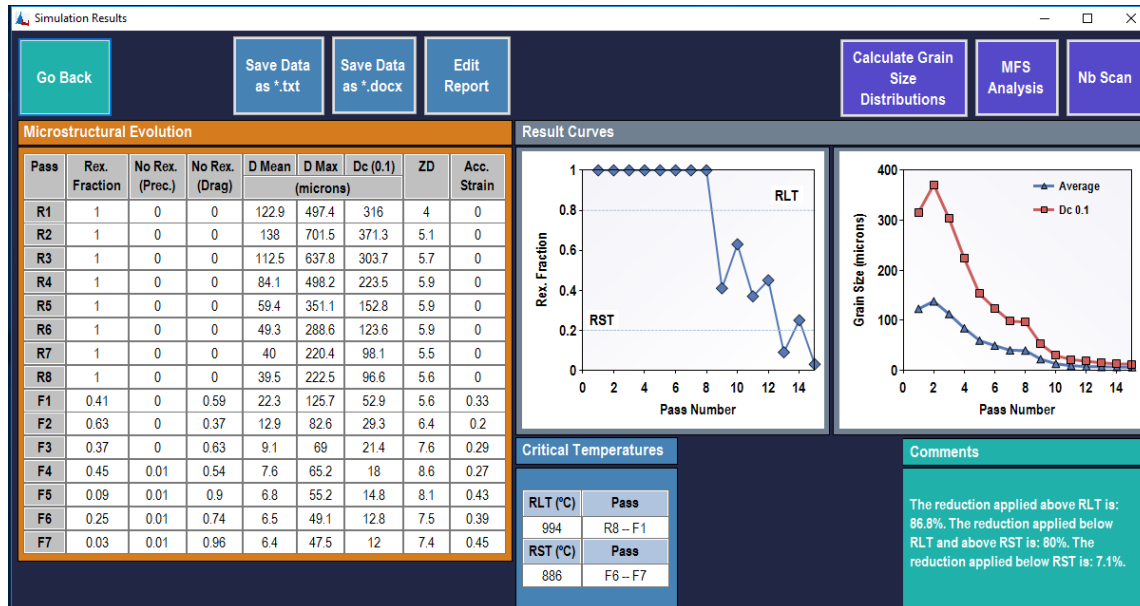 Simulation Results
Go Back
Save Data
as *.txt
Save Data
as *.docx
Edit
Report
Calculate Grain
Size
Distributions
MFS
Analysis
Nb Scan
Microstructural Evolution
Pass Rex. Fraction No Rex. (Prec.) No Rex. (Drag) D Mean D Max Dc (0.1) ZD Acc. Strain
(microns)
R1 1 0 0 122.9 497.4 316 4 0
R2 1 0 0 138 701.5 371.3 5.1 0
R3 1 0 0 112.5 637.8 303.7 5.7 0
R4 1 0 0 84.1 498.2 223.5 5.9 0
R5 1 0 0 59.4 351.1 152.8 5.9 0
R6 1 0 0 49.3 288.6 123.6 5.9 0
R7 1 0 0 40 220.4 98.1 5.5 0
R8 1 0 0 39.5 222.5 96.6 5.6 0
F1 0.41 0 0.59 22.3 125.7 52.9 5.6 0.33
F2 0.63 0 0.37 12.9 82.6 29.3 6.4 0.2
F3 0.37 0 0.63 9.1 69 21.4 7.6 0.29
F4 0.45 0.01 0.54 7.6 65.2 18 8.6 0.27
F5 0.09 0.01 0.9 6.8 55.2 14.8 8.1 0.43
F6 0.25 0.01 0.74 6.5 49.1 12.8 7.5 0.39
F7 0.03 0.01 0.96 6.4 47.5 12 7.4 0.45
Result Curves
Rex. Fraction
1
0.8
0.6
0.4
0.2
0
RLT
RST
0 2 4 6 8 10 12 14
Pass Number
Grain Size (microns)
400
300
200
100
0
Average
Dc 0.1
0 2 4 6 8 10 12 14
Pass Number
Critical Temperatures
RLT (ºC) Pass
994 R8 -- F1
RST (ºC) Pass
886 F6 -- F7
Comments
The reduction applied above RLT is:
86.8%. The reduction applied below
RLT and above RST is: 80%. The
reduction applied below RST is: 7.1%.